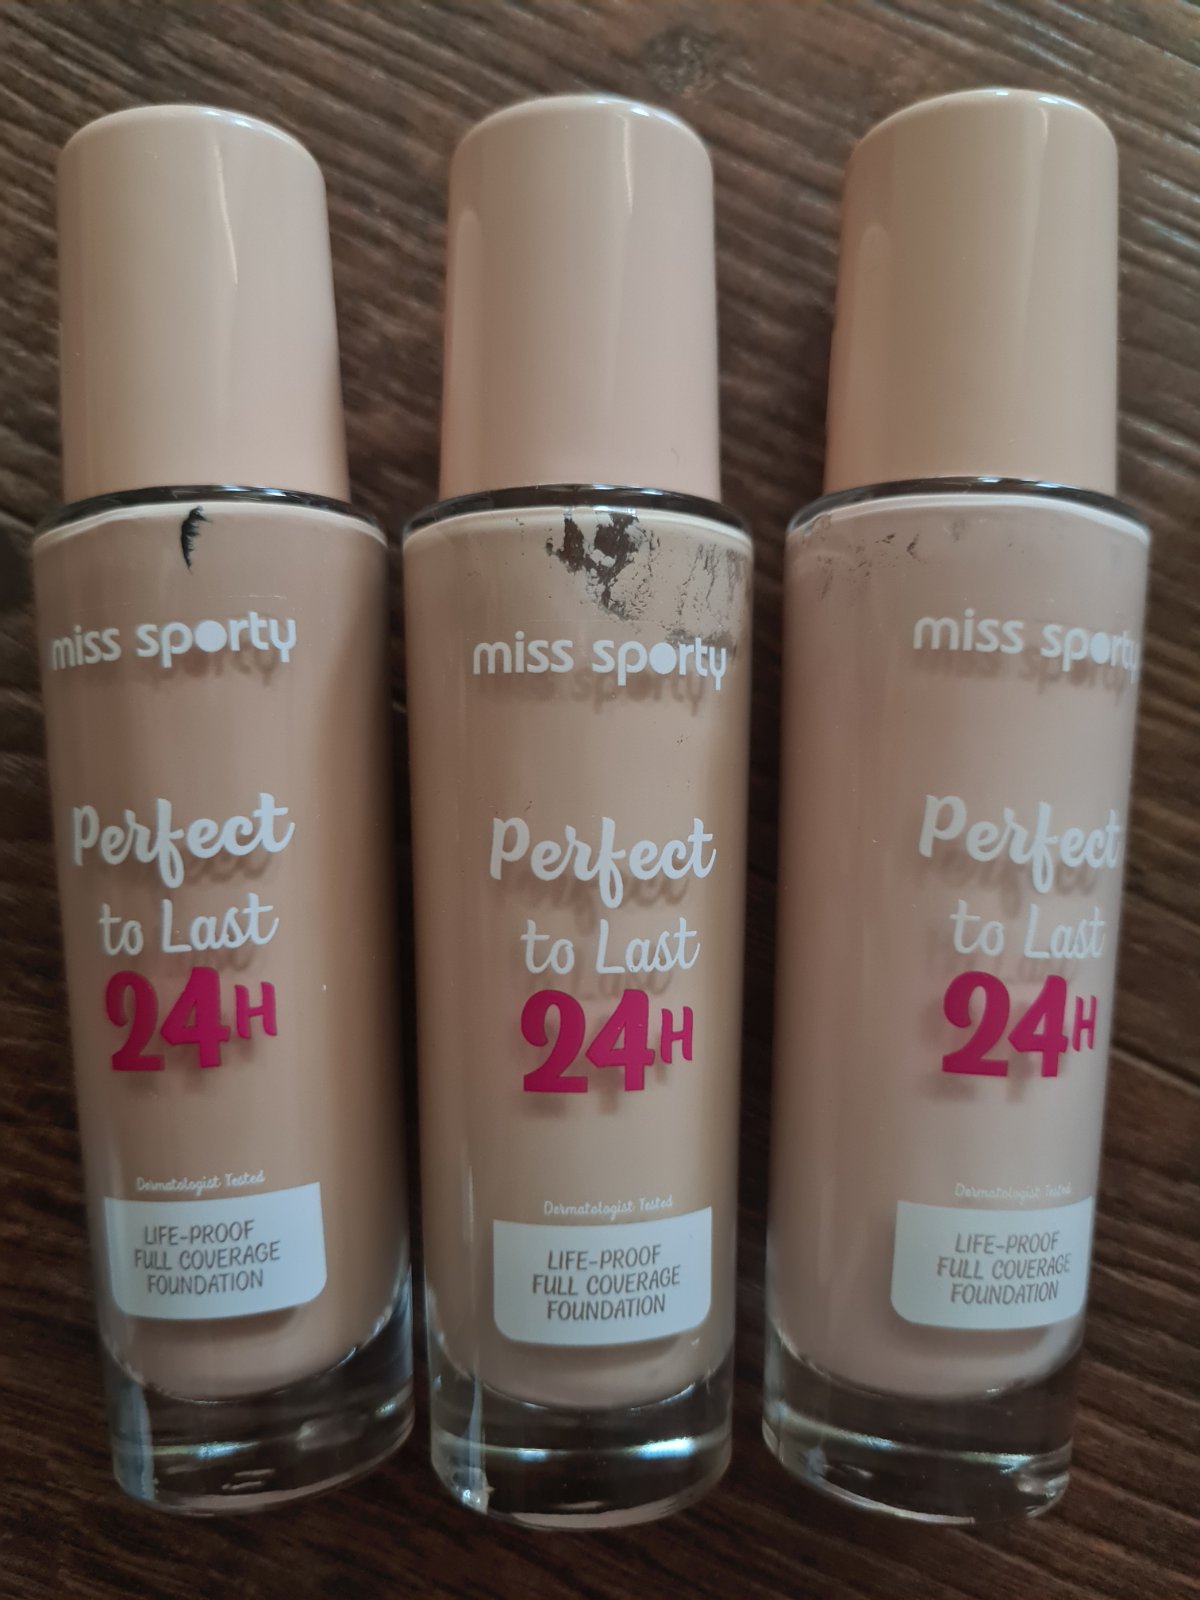 miss sporty
Perfect
to Last
24H
Dermatologist Tested
LIFE-PROOF
FULL COVERAGE
FOUNDATION
miss sporty
Perfect
to Last
24H
Dermatologist Tested
LIFE-PROOF
FULL COVERAGE
FOUNDATION
miss sporty
Perfect
to Last
24H
Dermatologist Tested
LIFE-PROOF
FULL COVERAGE
FOUNDATION